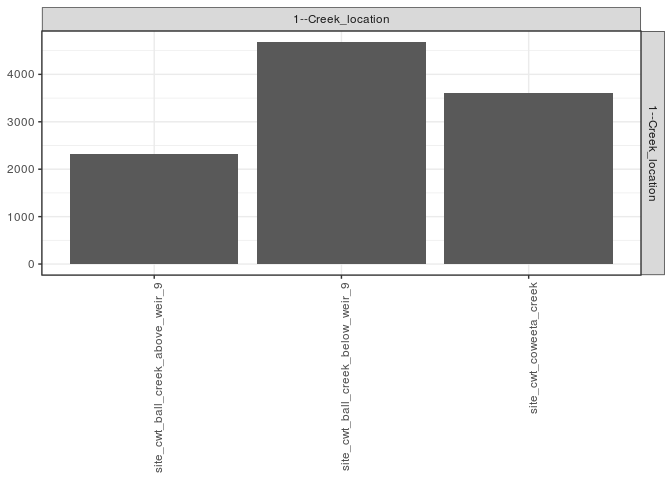 1--Creek_location
4000
3000
2000
1000
0
1--Creek_location
site_cwt_ball_creek_above_weir_9
site_cwt_ball_creek_below_weir_9
site_cwt_coweeta_creek